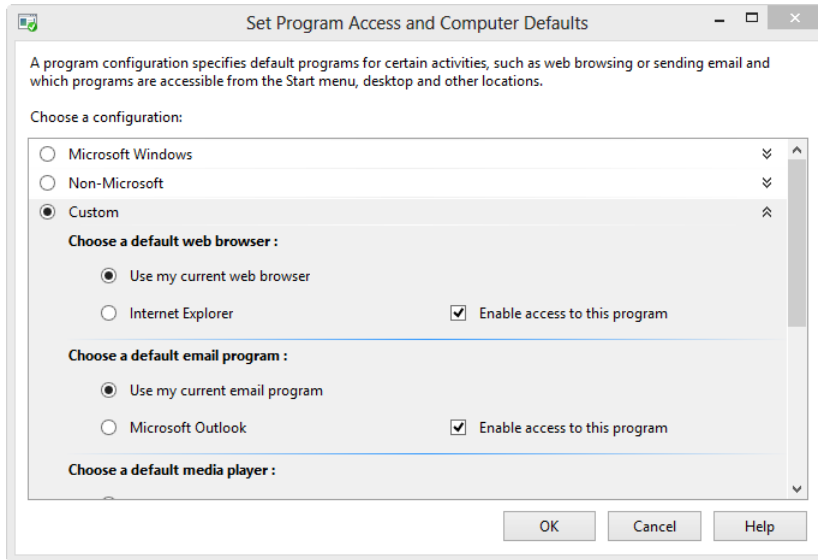 Set Program Access and Computer Defaults
A program configuration specifies default programs for certain activities, such as web browsing or sending email and
which programs are accessible from the Start menu, desktop and other locations.
Choose a configuration:
Microsoft Windows
Non-Microsoft
Custom
Choose a default web browser :
Use my current web browser
Internet Explorer Enable access to this program
Choose a default email program :
Use my current email program
Microsoft Outlook Enable access to this program
Choose a default media player :
OK Cancel Help